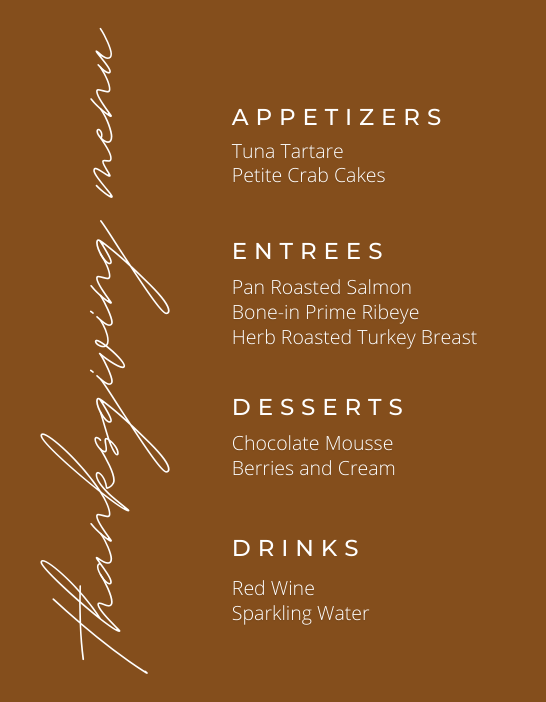 thanksgiving menu
APPETIZERS
Tuna Tartare
Petite Crab Cakes
ENTREES
Pan Roasted Salmon
Bone-in Prime Ribeye
Herb Roasted Turkey Breast
DESSERTS
Chocolate Mousse
Berries and Cream
DRINKS
Red Wine
Sparkling Water